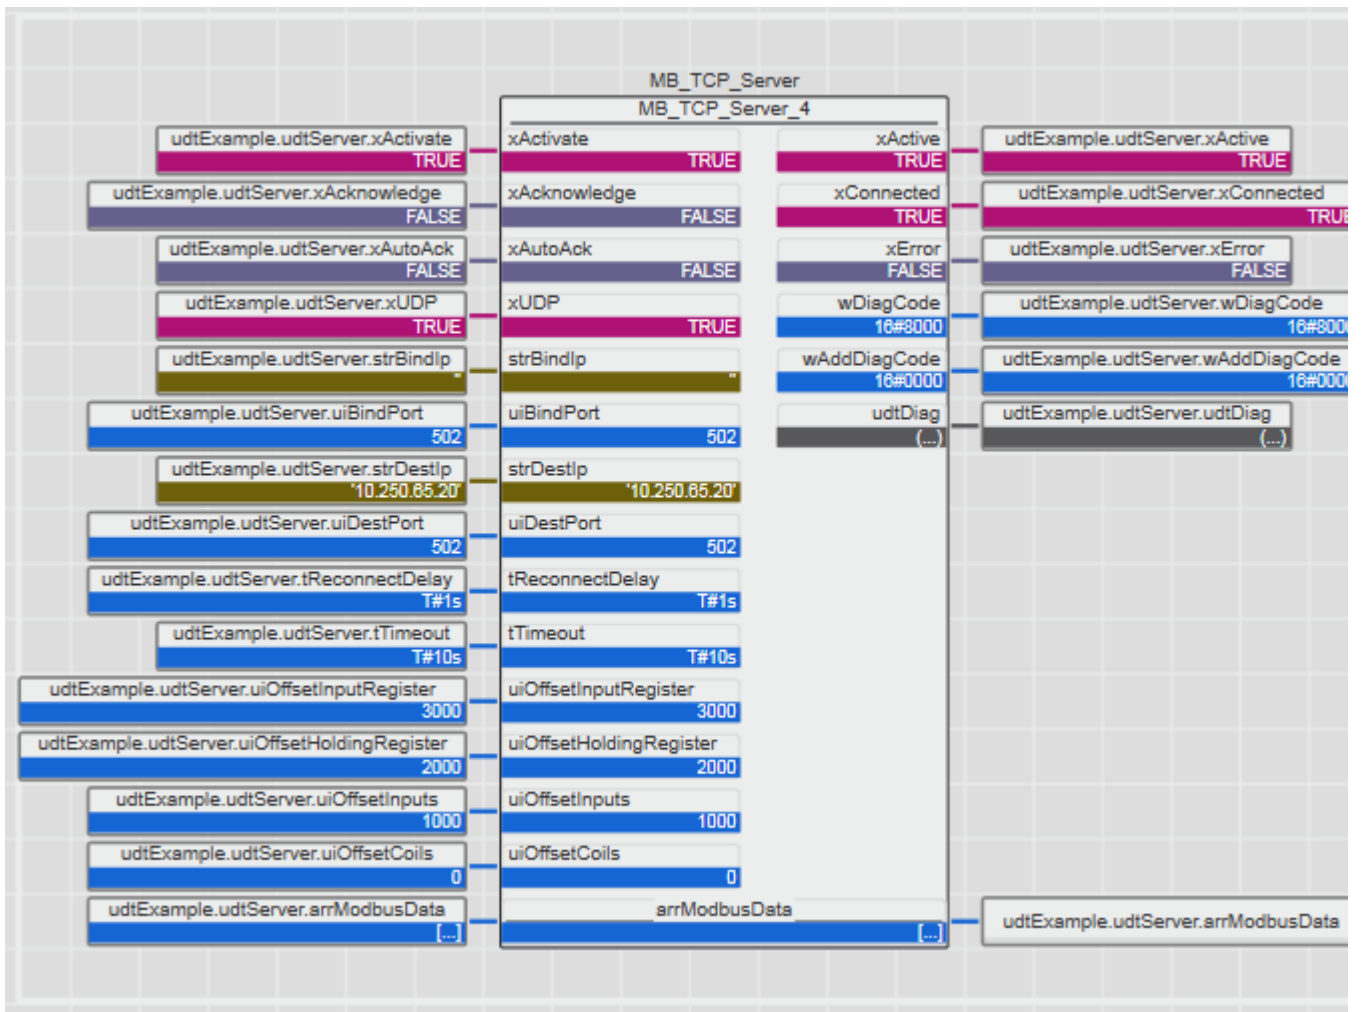 MB_TCP_Server
MB_TCP_Server_4
udtExample.udtServer.xActivate xActivate xActive udtExample.udtServer.xActive
TRUE TRUE TRUE TRUE
udtExample.udtServer.xAcknowledge xAcknowledge xConnected udtExample.udtServer.xConnected
FALSE FALSE TRUE TRUE
udtExample.udtServer.xAutoAck xAutoAck xError udtExample.udtServer.xError
FALSE FALSE FALSE FALSE
udtExample.udtServer.xUDP xUDP wDiagCode udtExample.udtServer.wDiagCode
TRUE TRUE 16#8000 16#8000
udtExample.udtServer.strBindIp strBindIp wAddDiagCode udtExample.udtServer.wAddDiagCode
'' '' 16#0000 16#0000
udtExample.udtServer.uiBindPort uiBindPort udtDiag udtExample.udtServer.udtDiag
502 502 (...) (...)
udtExample.udtServer.strDestIp strDestIp
'10.250.65.20' '10.250.65.20'
udtExample.udtServer.uiDestPort uiDestPort
502 502
udtExample.udtServer.tReconnectDelay tReconnectDelay
T#1s T#1s
udtExample.udtServer.tTimeout tTimeout
T#10s T#10s
udtExample.udtServer.uiOffsetInputRegister uiOffsetInputRegister
3000 3000
udtExample.udtServer.uiOffsetHoldingRegister uiOffsetHoldingRegister
2000 2000
udtExample.udtServer.uiOffsetInputs uiOffsetInputs
1000 1000
udtExample.udtServer.uiOffsetCoils uiOffsetCoils
0 0
udtExample.udtServer.arrModbusData arrModbusData udtExample.udtServer.arrModbusData
[...] [...]